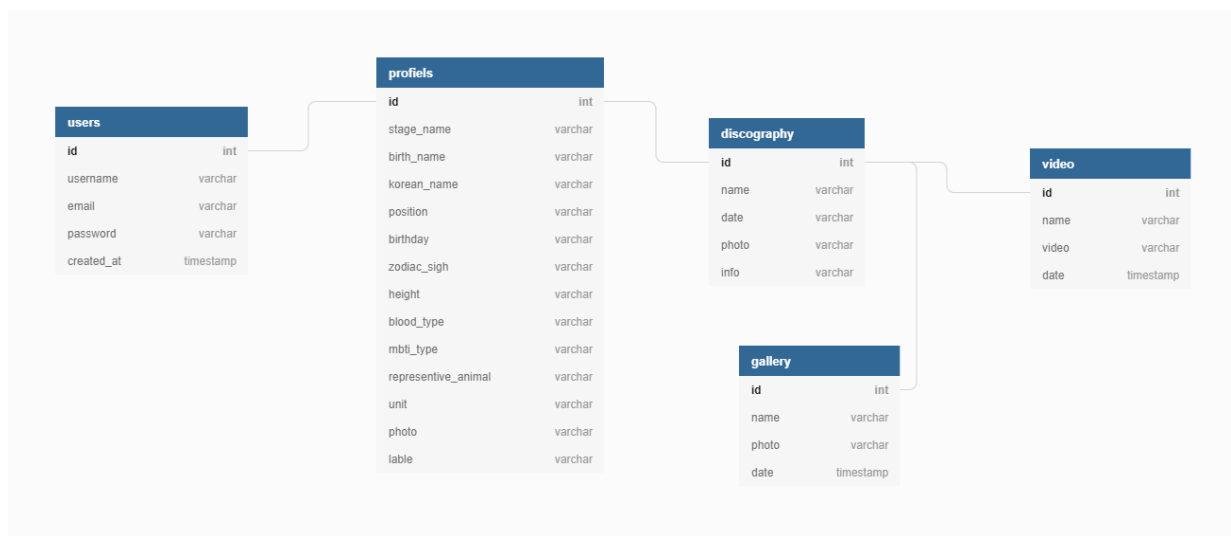 users
id int
username varchar
email varchar
password varchar
created_at timestamp
profiels
id int
stage_name varchar
birth_name varchar
korean_name varchar
position varchar
birthday varchar
zodiac_sigh varchar
height varchar
blood_type varchar
mbti_type varchar
representive_animal varchar
unit varchar
photo varchar
lable varchar
discography
id int
name varchar
date varchar
photo varchar
info varchar
gallery
id int
name varchar
photo varchar
date timestamp
video
id int
name varchar
video varchar
date timestamp